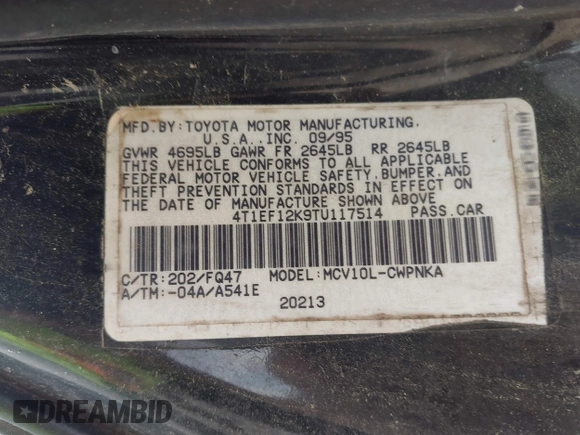 MFD.BY:TOYOTA MOTOR MANUFACTURING,
U.S.A.,INC. 09/95
GVWR 4695LB GAWR FR 2645LB RR 2645LB
THIS VEHICLE CONFORMS TO ALL APPLICABLE
FEDERAL MOTOR VEHICLE SAFETY,BUMPER,AND
THEFT PREVENTION STANDARDS IN EFFECT ON
THE DATE OF MANUFACTURE SHOWN ABOVE
4T1EF12K9TU117514 PASS.CAR
C/TR:202/FQ47 MODEL:MCV10L-CWPNKA
A/TM:-04A/A541E
20213
DREAMBID